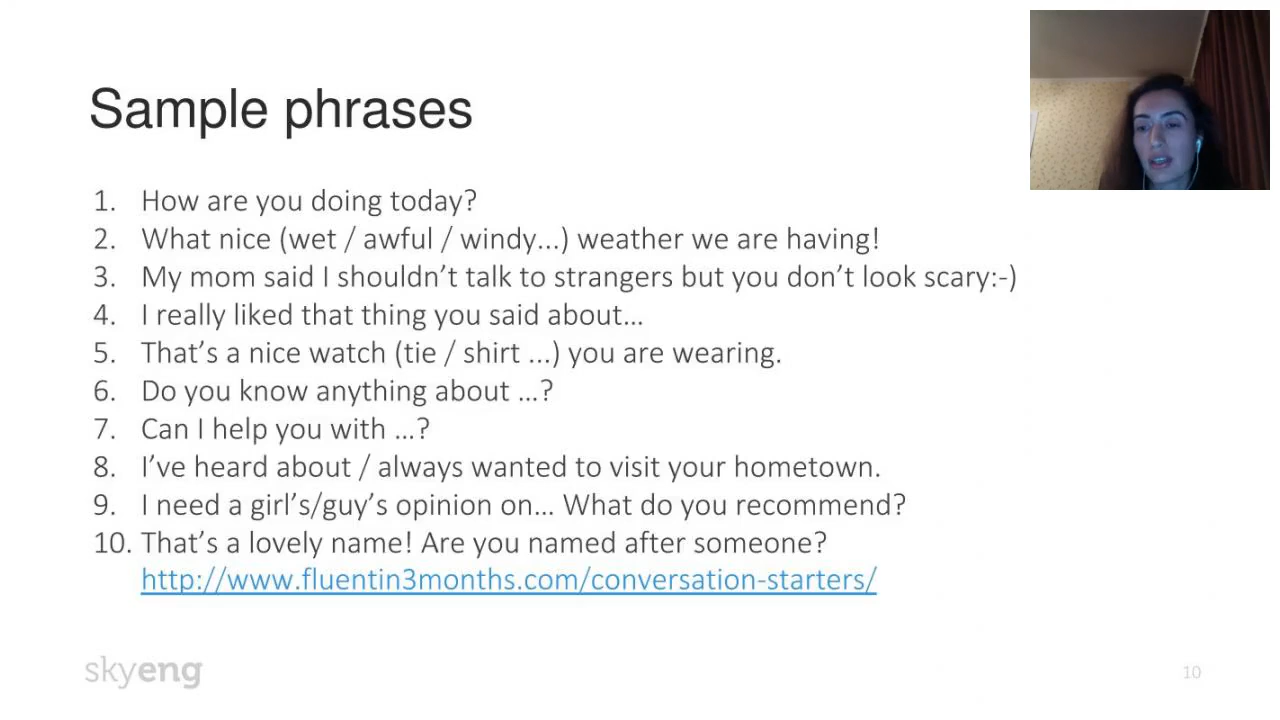 Sample phrases
1. How are you doing today?
2. What nice (wet / awful / windy...) weather we are having!
3. My mom said I shouldn’t talk to strangers but you don’t look scary:-)
4. I really liked that thing you said about…
5. That’s a nice watch (tie / shirt ...) you are wearing.
6. Do you know anything about …?
7. Can I help you with …?
8. I’ve heard about / always wanted to visit your hometown.
9. I need a girl’s/guy’s opinion on… What do you recommend?
10. That’s a lovely name! Are you named after someone?
http://www.fluentin3months.com/conversation-starters/
skyeng
10